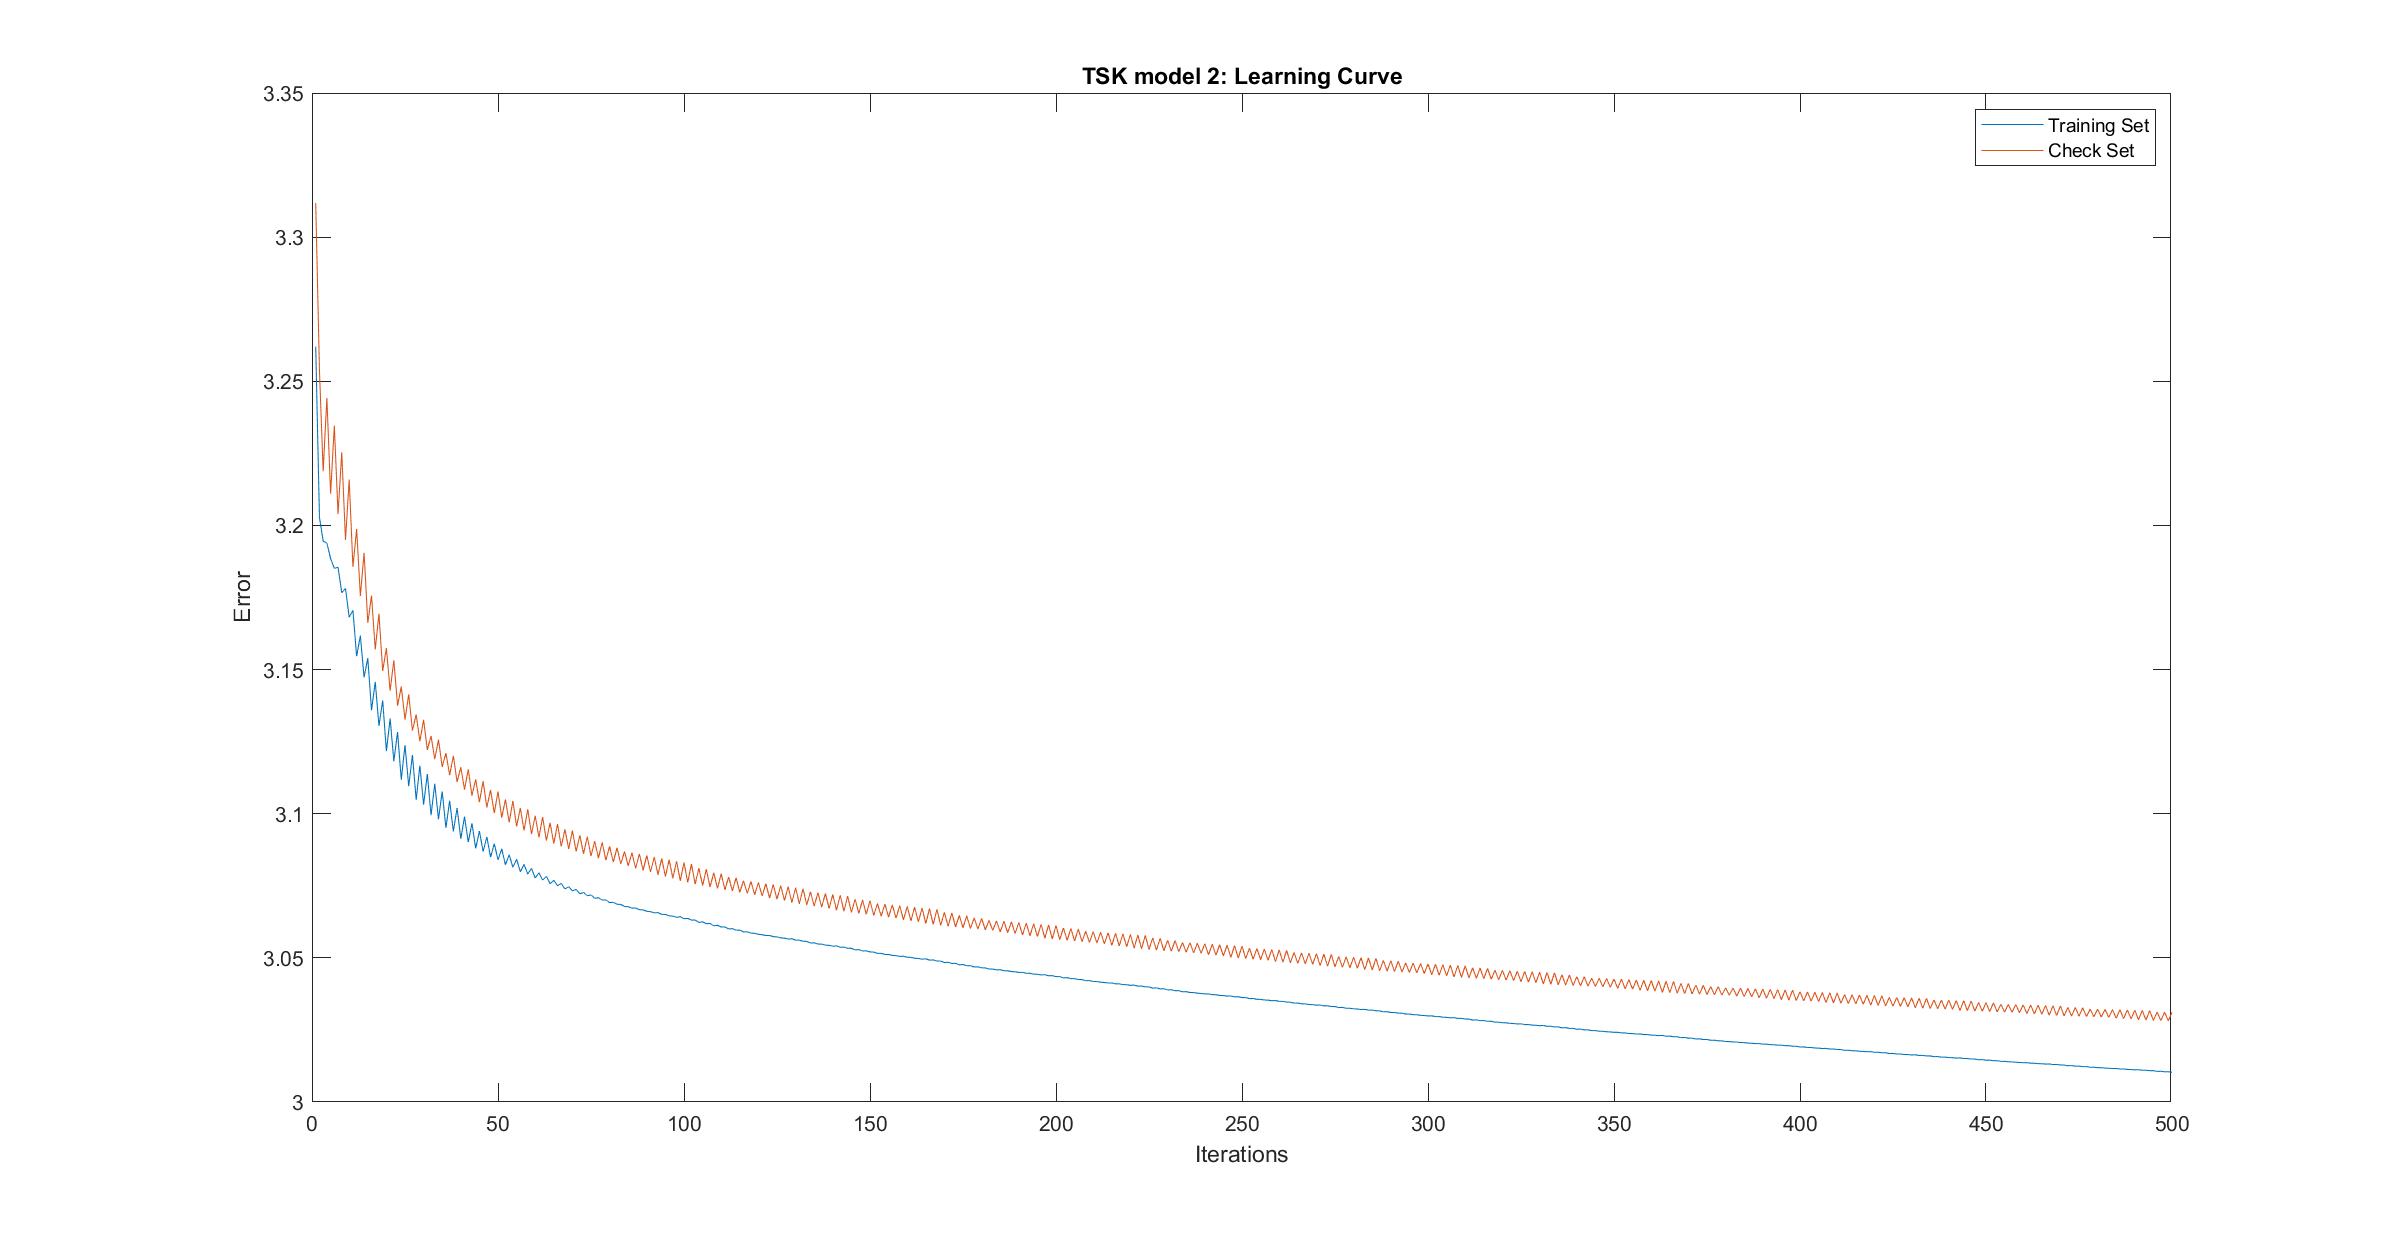 TSK model 2: Learning Curve
3.35
3.3
3.25
3.2
3.15
3.1
3.05
3
Error
Training Set
Check Set
0 50 100 150 200 250 300 350 400 450 500
Iterations